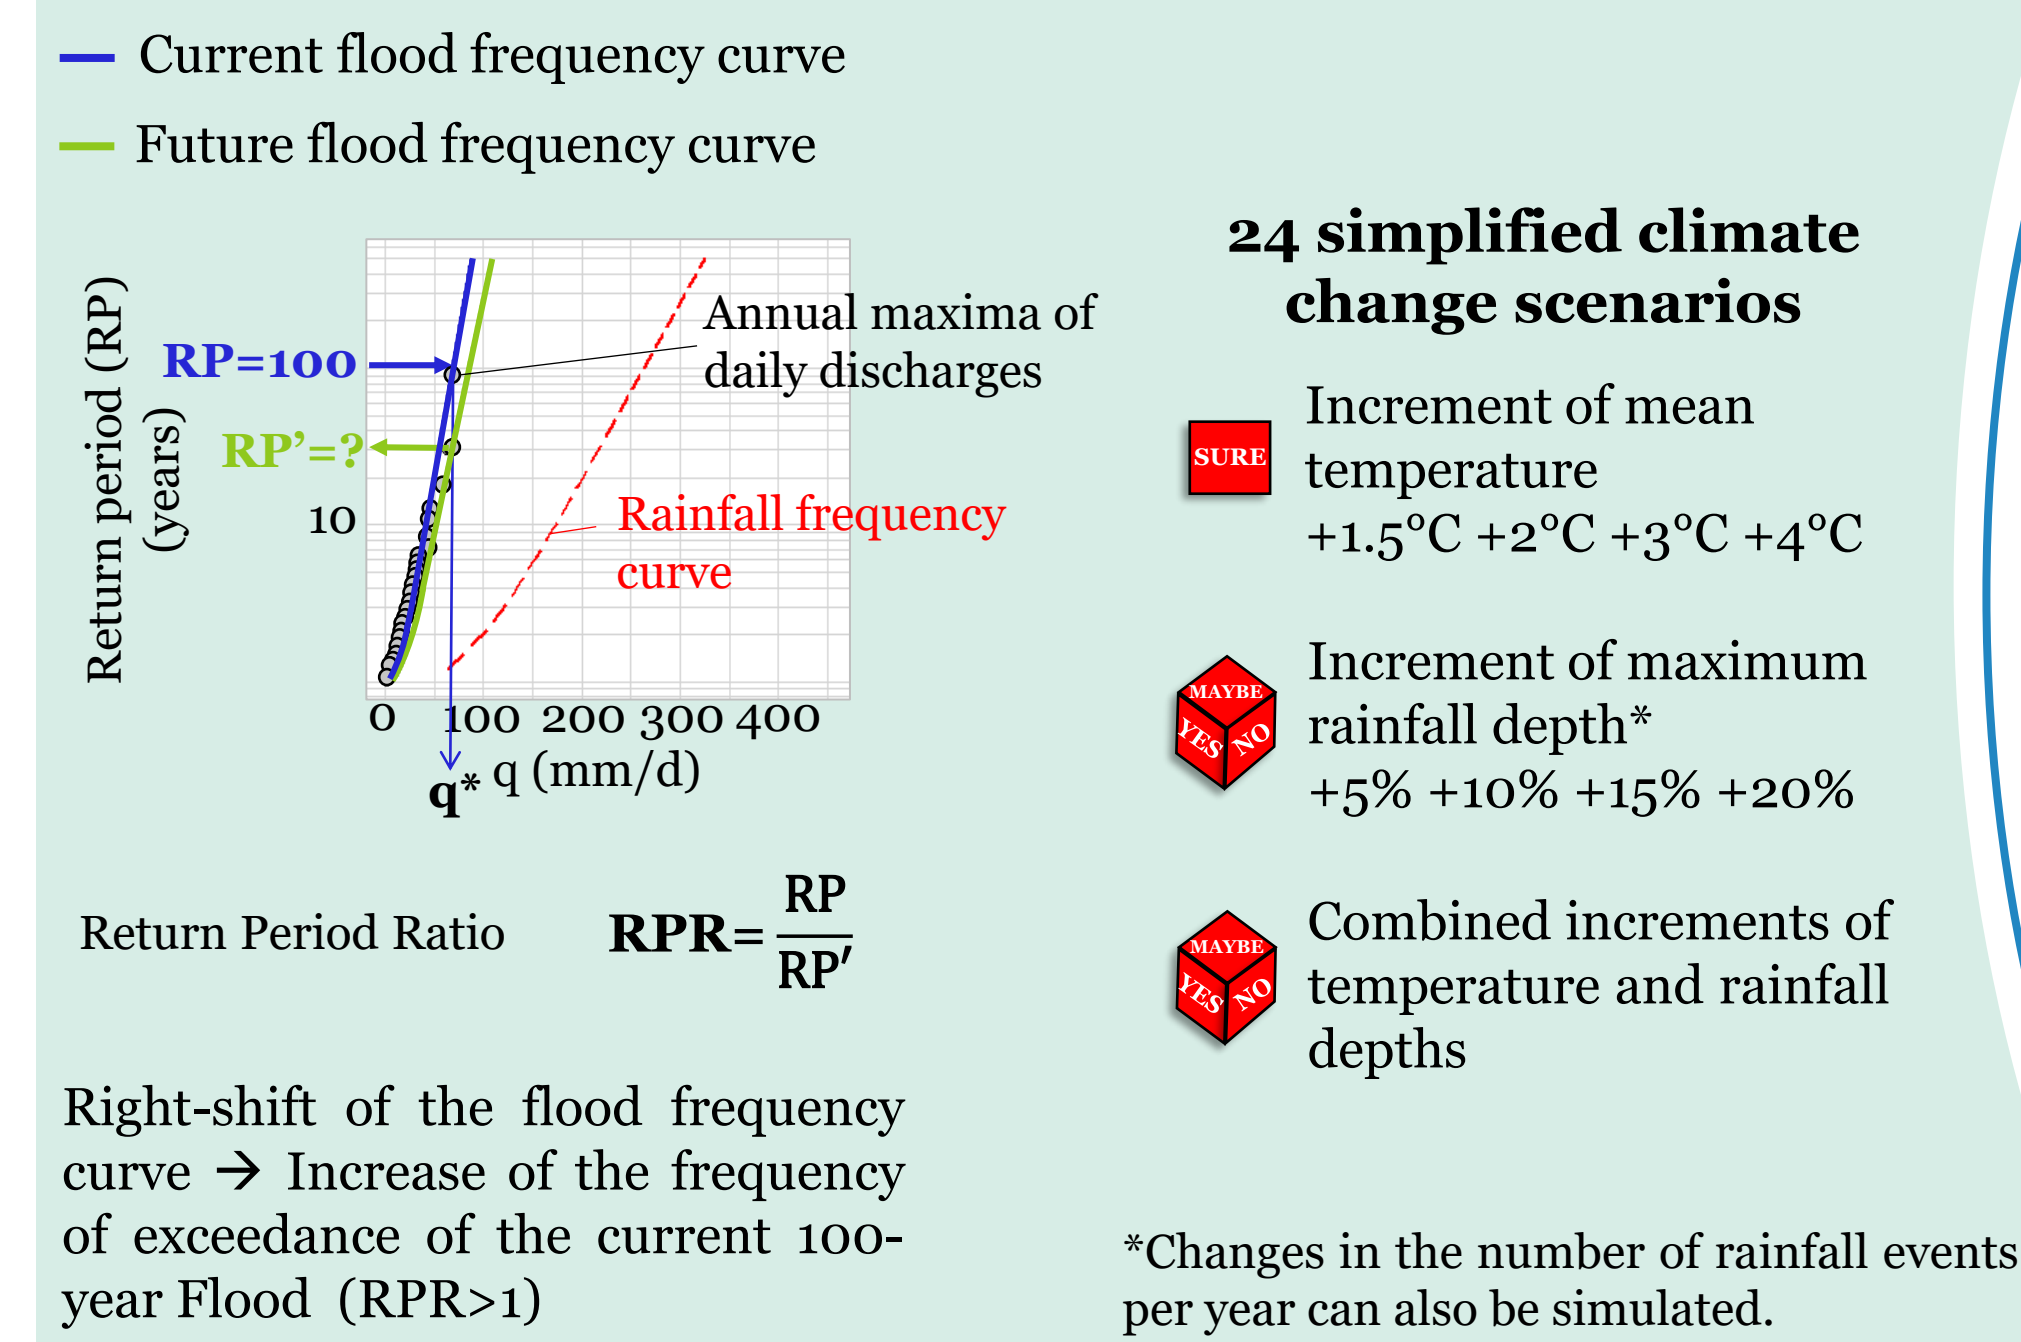 Current flood frequency curve
Future flood frequency curve
Return period (RP)
(years)
RP=100
RP'=?
10
Annual maxima of
daily discharges
Rainfall frequency
curve
0 100 200 300 400
q* q (mm/d)
Return Period Ratio RPR= RP
RP′
Right-shift of the flood frequency
curve → Increase of the frequency
of exceedance of the current 100-
year Flood (RPR>1)
24 simplified climate
change scenarios
SURE
Increment of mean
temperature
+1.5°C +2°C +3°C +4°C
MAYBE
YES NO
Increment of maximum
rainfall depth*
+5% +10% +15% +20%
MAYBE
YES NO
Combined increments of
temperature and rainfall
depths
*Changes in the number of rainfall events
per year can also be simulated.